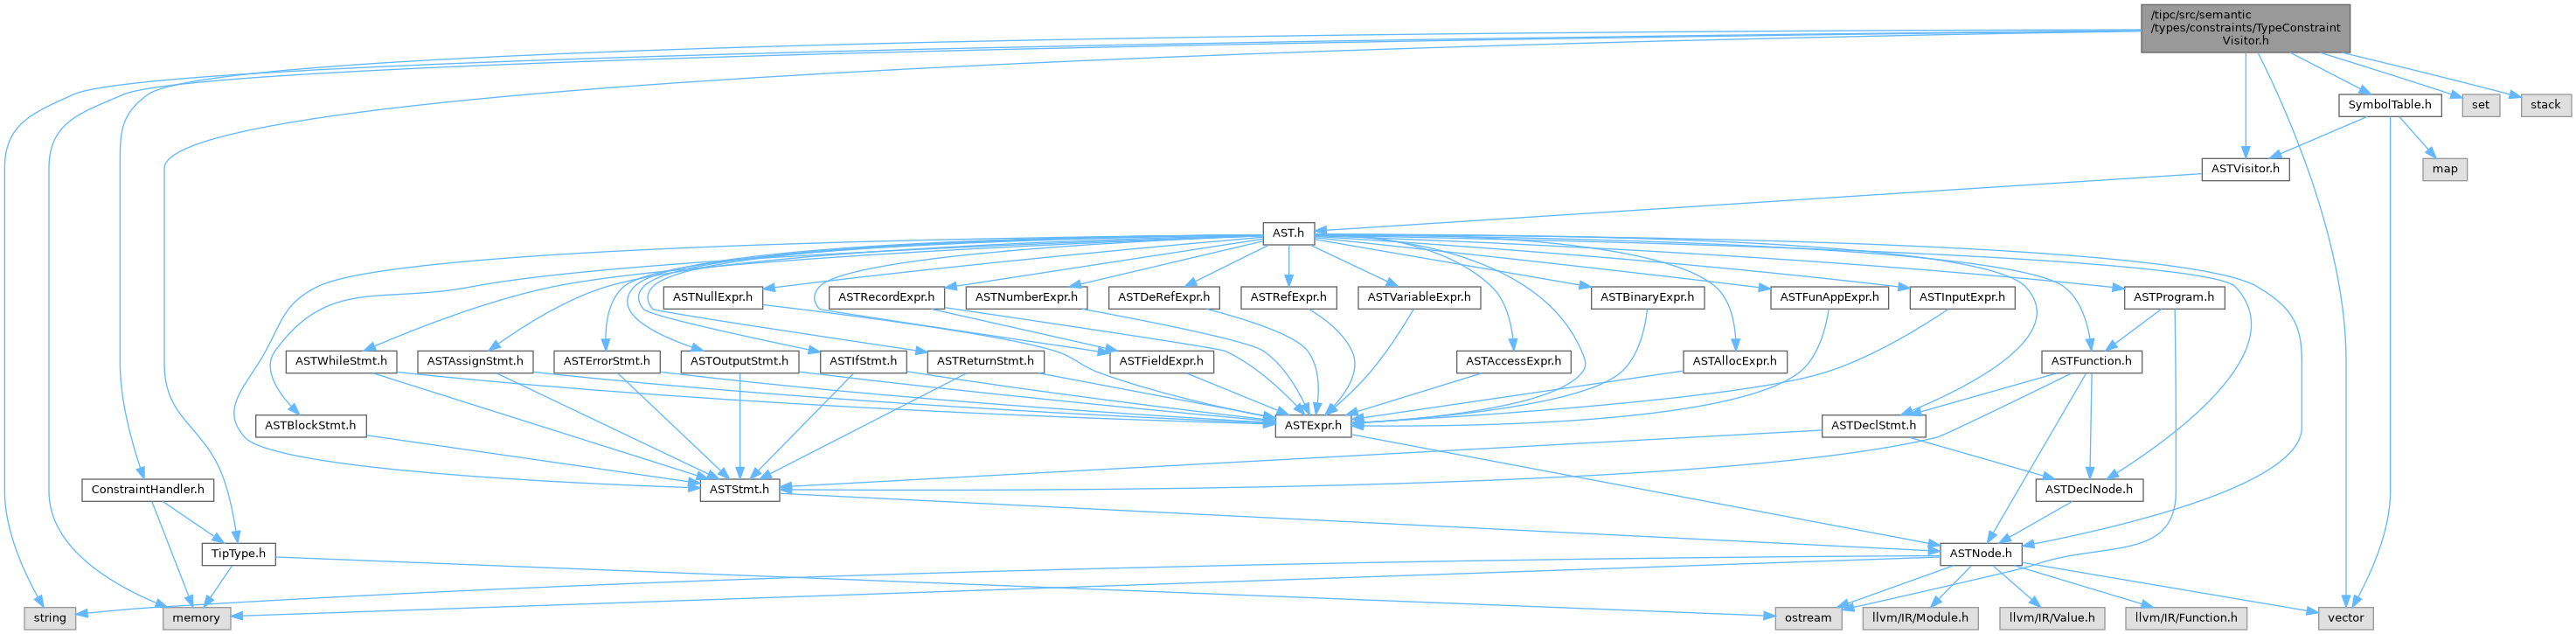 /tipc/src/semantic
/types/constraints/TypeConstraint
Visitor.h
SymbolTable.h
set
stack
ASTVisitor.h
map
AST.h
ASTNullExpr.h
ASTRecordExpr.h
ASTNumberExpr.h
ASTDeRefExpr.h
ASTRefExpr.h
ASTVariableExpr.h
ASTBinaryExpr.h
ASTFunAppExpr.h
ASTInputExpr.h
ASTProgram.h
ASTWhileStmt.h
ASTAssignStmt.h
ASTErrorStmt.h
ASTOutputStmt.h
ASTIfStmt.h
ASTReturnStmt.h
ASTFieldExpr.h
ASTAccessExpr.h
ASTAllocExpr.h
ASTFunction.h
ASTBlockStmt.h
ASTExpr.h
ASTDeclStmt.h
ConstraintHandler.h
ASTStmt.h
ASTDeclNode.h
TipType.h
ASTNode.h
string
memory
ostream
llvm/IR/Module.h
llvm/IR/Value.h
llvm/IR/Function.h
vector